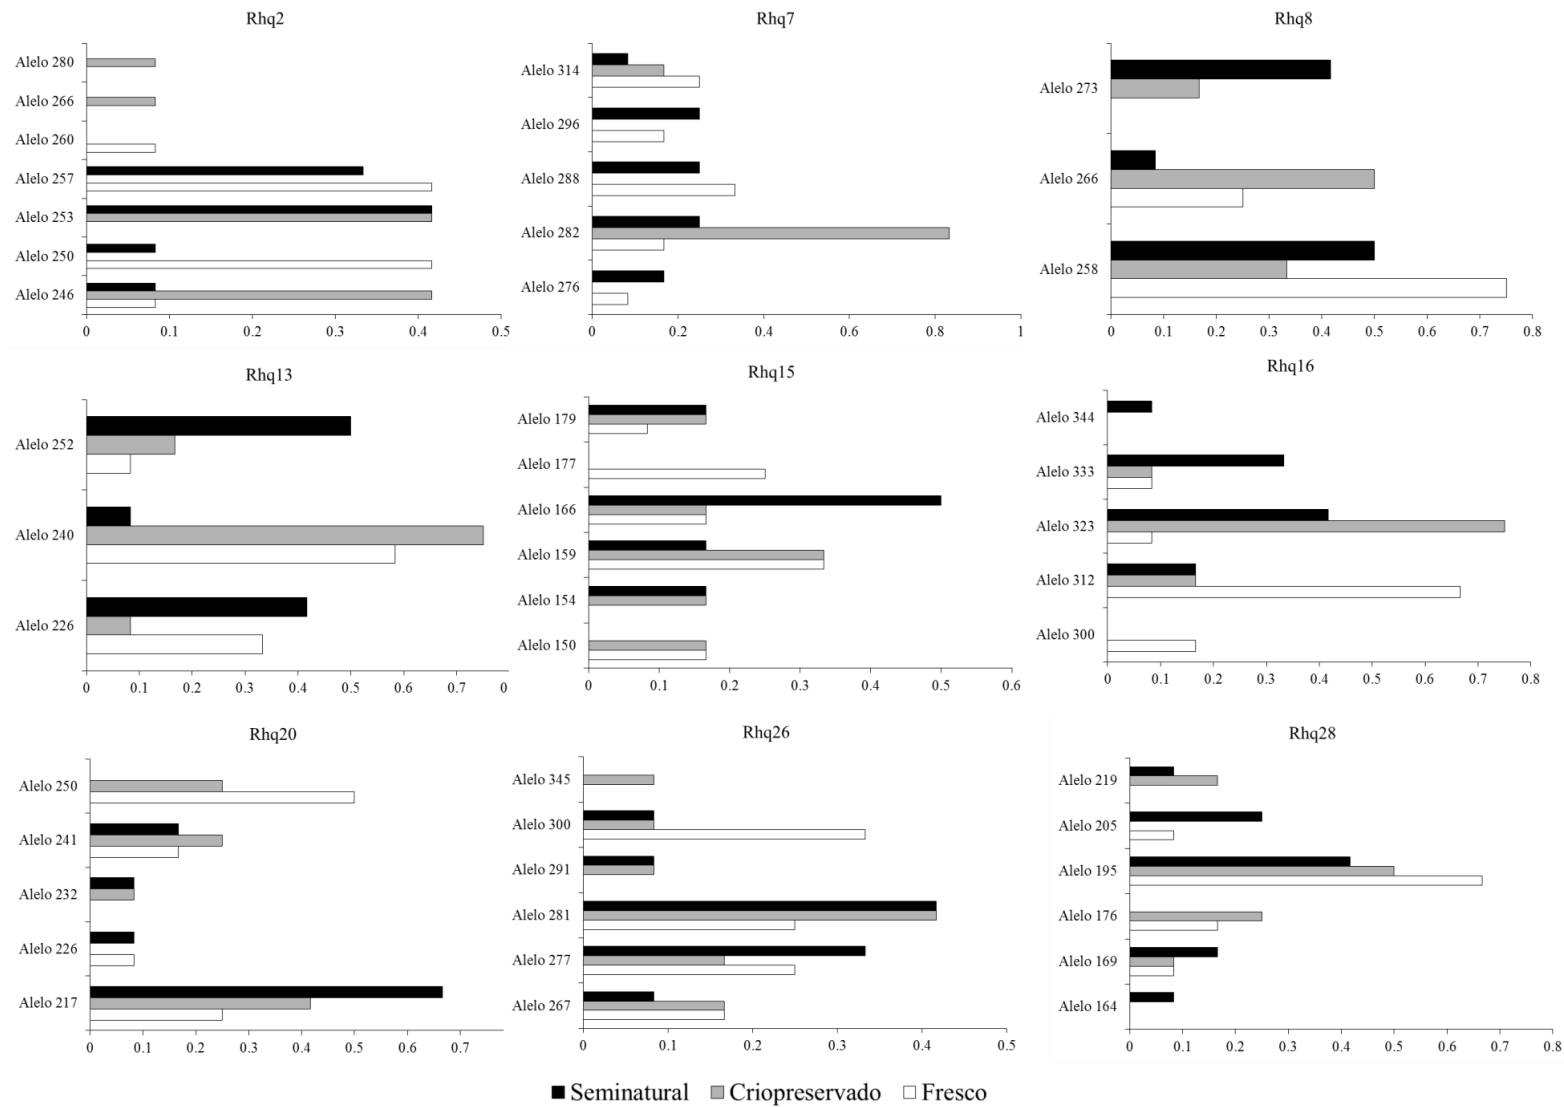 Rhq2
Alelo 280
Alelo 266
Alelo 260
Alelo 257
Alelo 253
Alelo 250
Alelo 246
0 0.1 0.2 0.3 0.4 0.5
Rhq7
Alelo 314
Alelo 296
Alelo 288
Alelo 282
Alelo 276
0 0.2 0.4 0.6 0.8 1
Rhq8
Alelo 273
Alelo 266
Alelo 258
0 0.1 0.2 0.3 0.4 0.5 0.6 0.7 0.8
Rhq13
Alelo 252
Alelo 240
Alelo 226
0 0.1 0.2 0.3 0.4 0.5 0.6 0.7 0
Rhq15
Alelo 179
Alelo 177
Alelo 166
Alelo 159
Alelo 154
Alelo 150
0 0.1 0.2 0.3 0.4 0.5 0.6
Rhq16
Alelo 344
Alelo 333
Alelo 323
Alelo 312
Alelo 300
0 0.1 0.2 0.3 0.4 0.5 0.6 0.7 0.8
Rhq20
Alelo 250
Alelo 241
Alelo 232
Alelo 226
Alelo 217
0 0.1 0.2 0.3 0.4 0.5 0.6 0.7
Rhq26
Alelo 345
Alelo 300
Alelo 291
Alelo 281
Alelo 277
Alelo 267
0 0.1 0.2 0.3 0.4 0.5
Rhq28
Alelo 219
Alelo 205
Alelo 195
Alelo 176
Alelo 169
Alelo 164
0 0.1 0.2 0.3 0.4 0.5 0.6 0.7 0.8
Seminatural Criopreservado Fresco